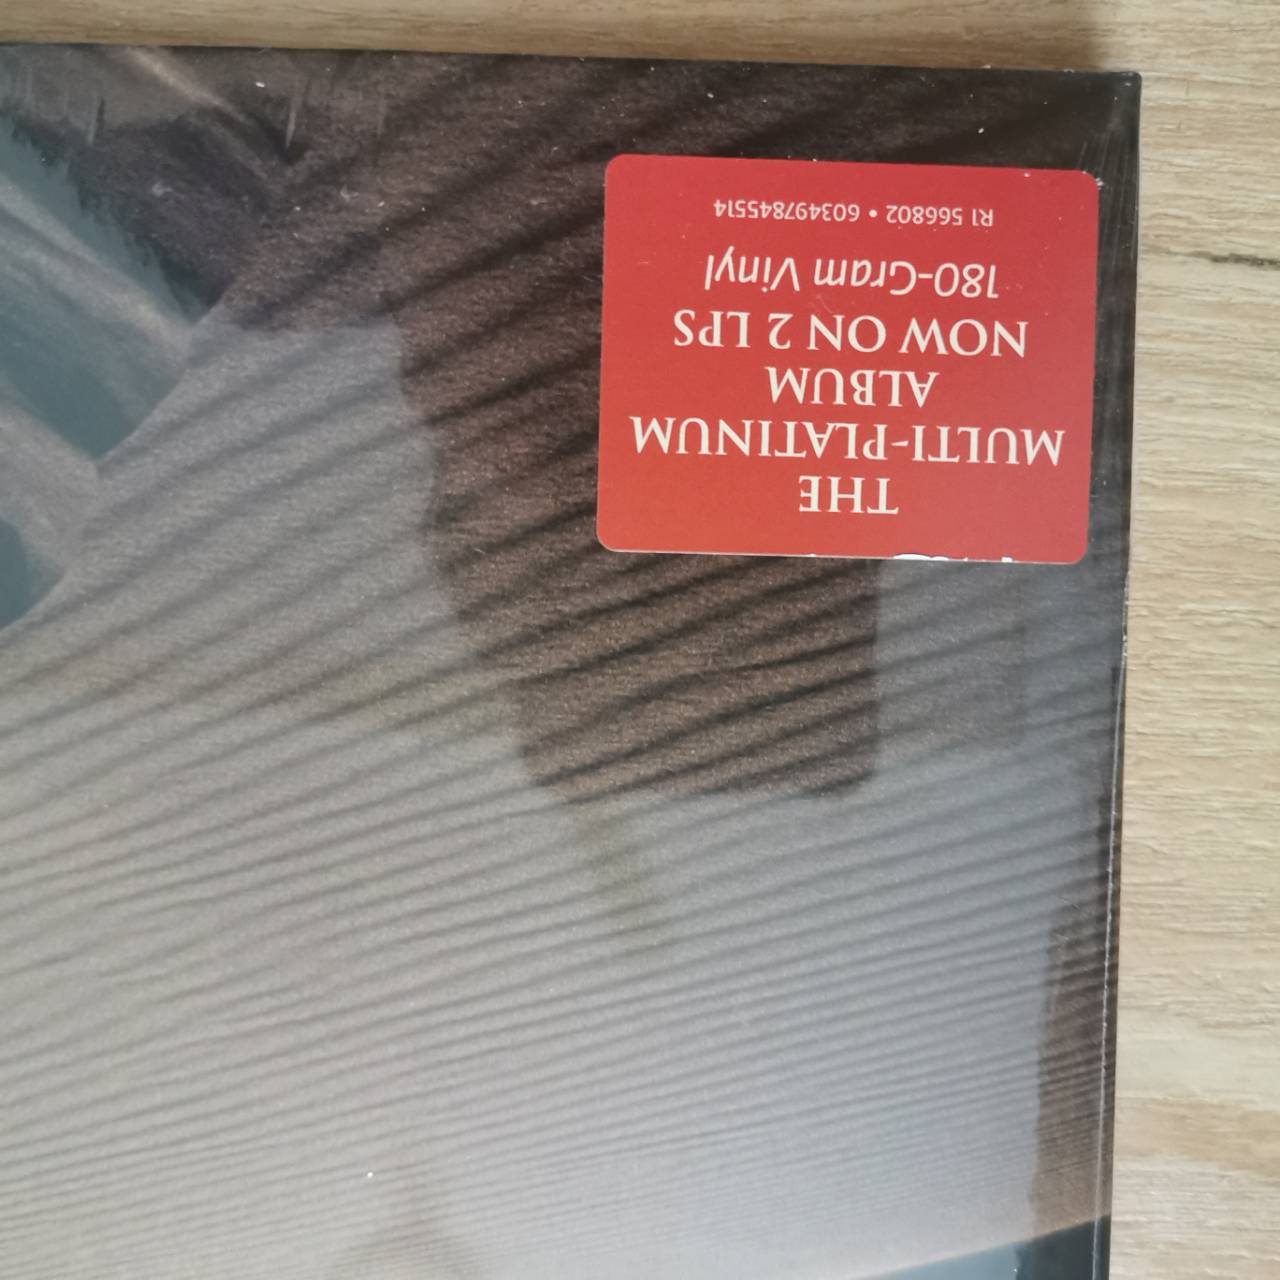 THE
MULTI-PLATINUM
ALBUM
NOW ON 2 LPS
180-Gram Vinyl
R1 566802 • 603497845514